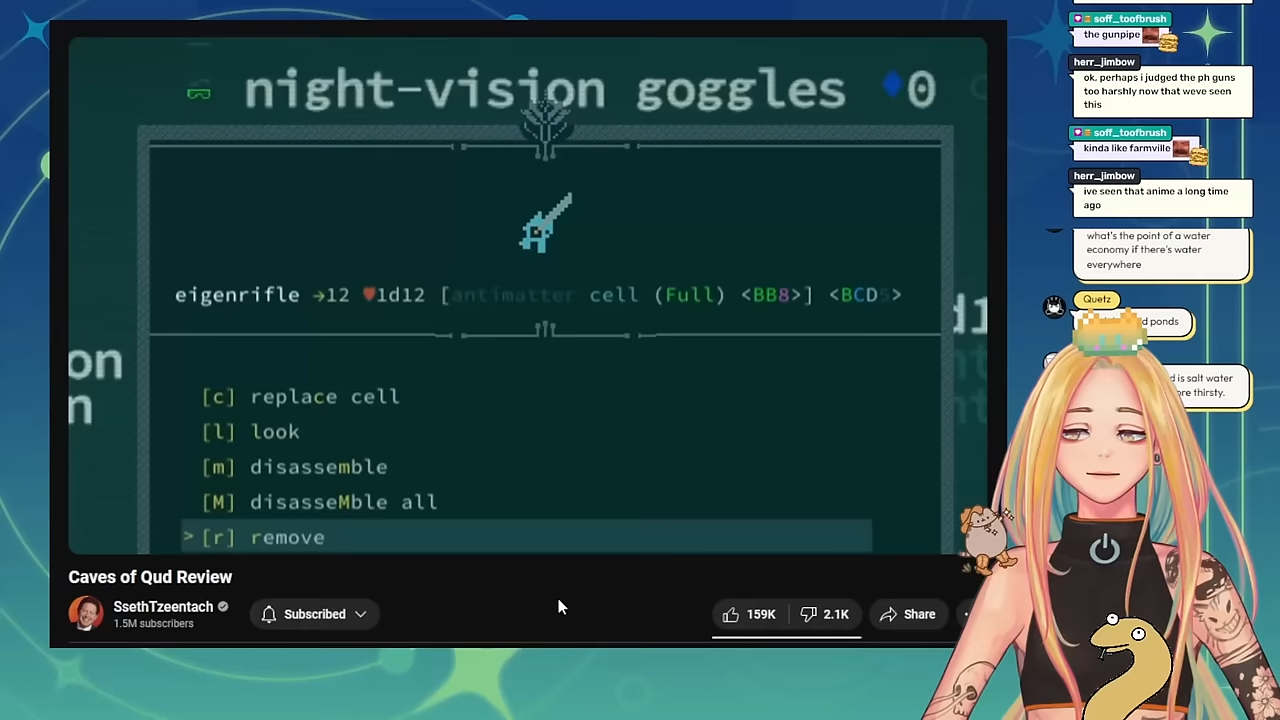 night-vision goggles
0
eigenrifle →12 ♥1d12 [antimatter cell (Full) <BB8>] <BCD5>
[c] replace cell
[l] look
[m] disassemble
[M] disasseMble all
> [r] remove
on
n
Caves of Qud Review
SsethTzeentach
1.5M subscribers
Subscribed
159K
2.1K
Share
soff_toofbrush
the gunpipe
herr_jimbow
ok, perhaps i judged the ph guns
too harshly now that weve seen
this
soff_toofbrush
kinda like farmville
herr_jimbow
ive seen that anime a long time
ago
what's the point of a water
economy if there's water
everywhere
Quetz
ponds
is salt water
thirsty.